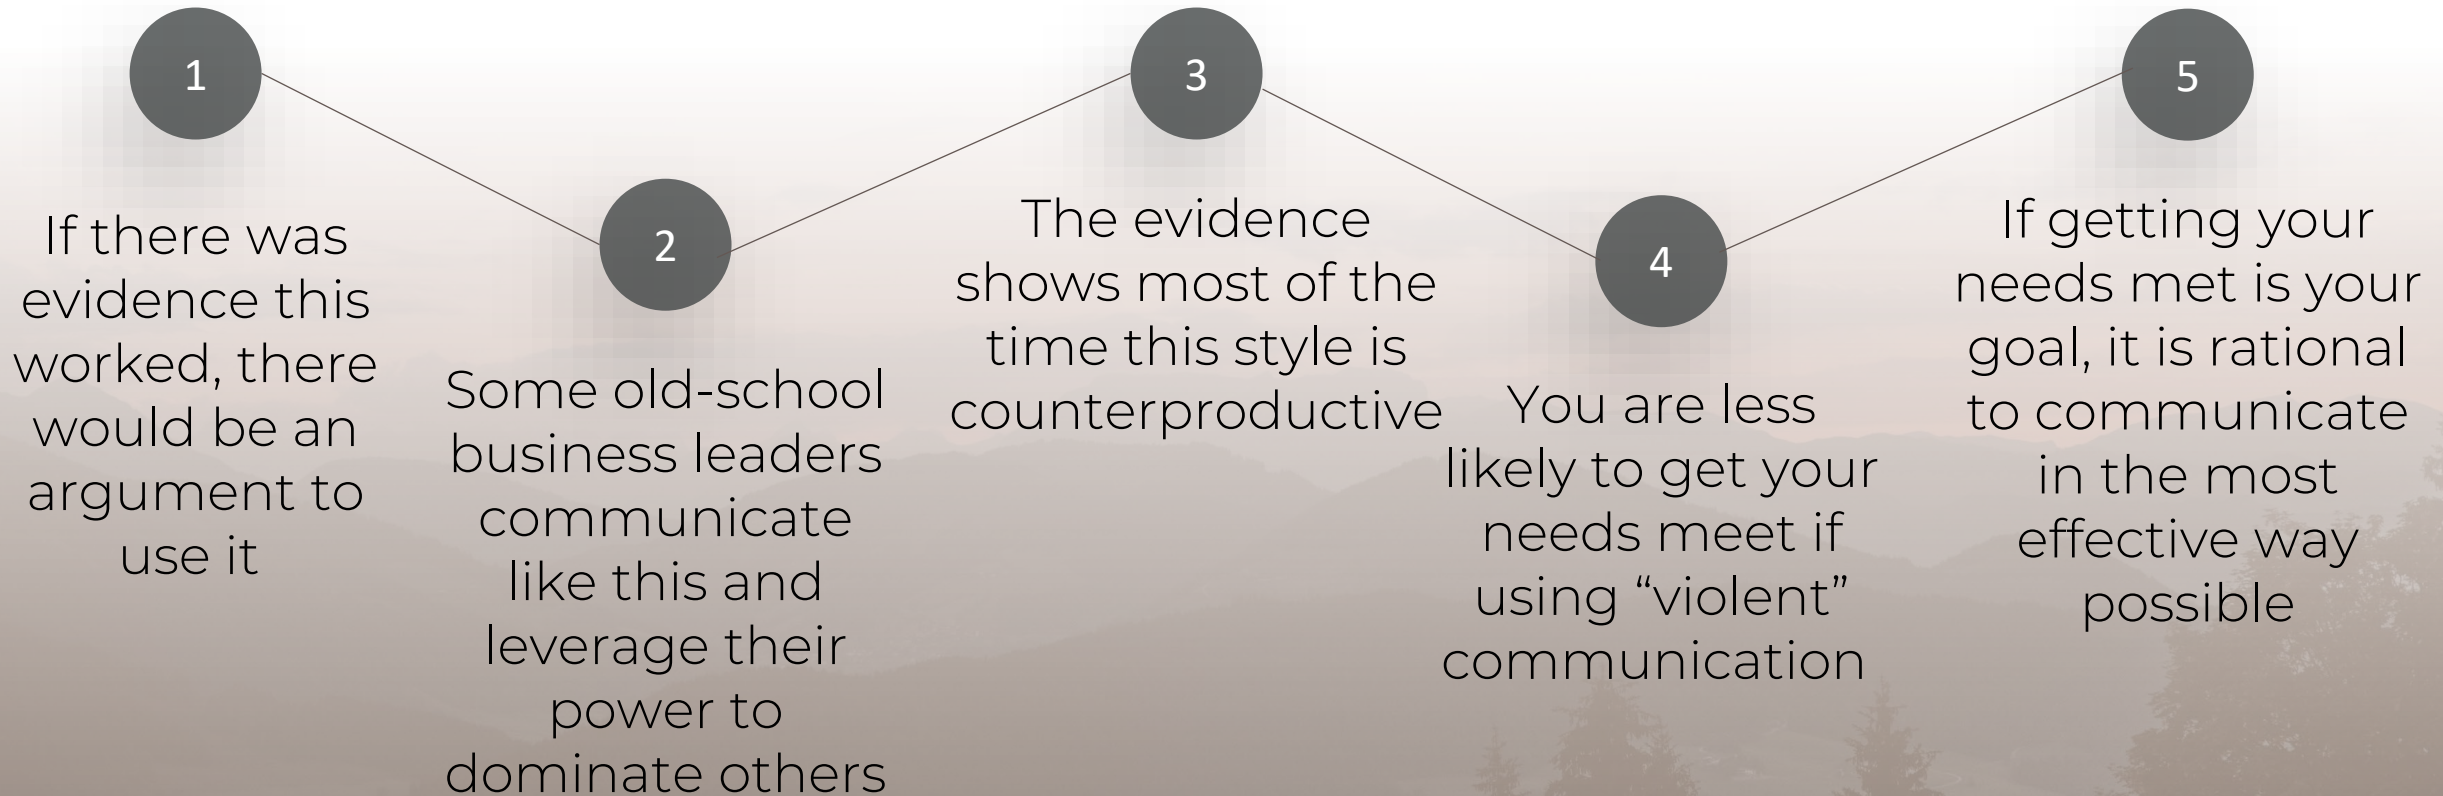 1
If there was
evidence this
worked, there
would be an
argument to
use it
2
Some old-school
business leaders
communicate
like this and
leverage their
power to
dominate others
3
The evidence
shows most of the
time this style is
counterproductive
4
You are less
likely to get your
needs meet if
using “violent”
communication
5
If getting your
needs met is your
goal, it is rational
to communicate
in the most
effective way
possible